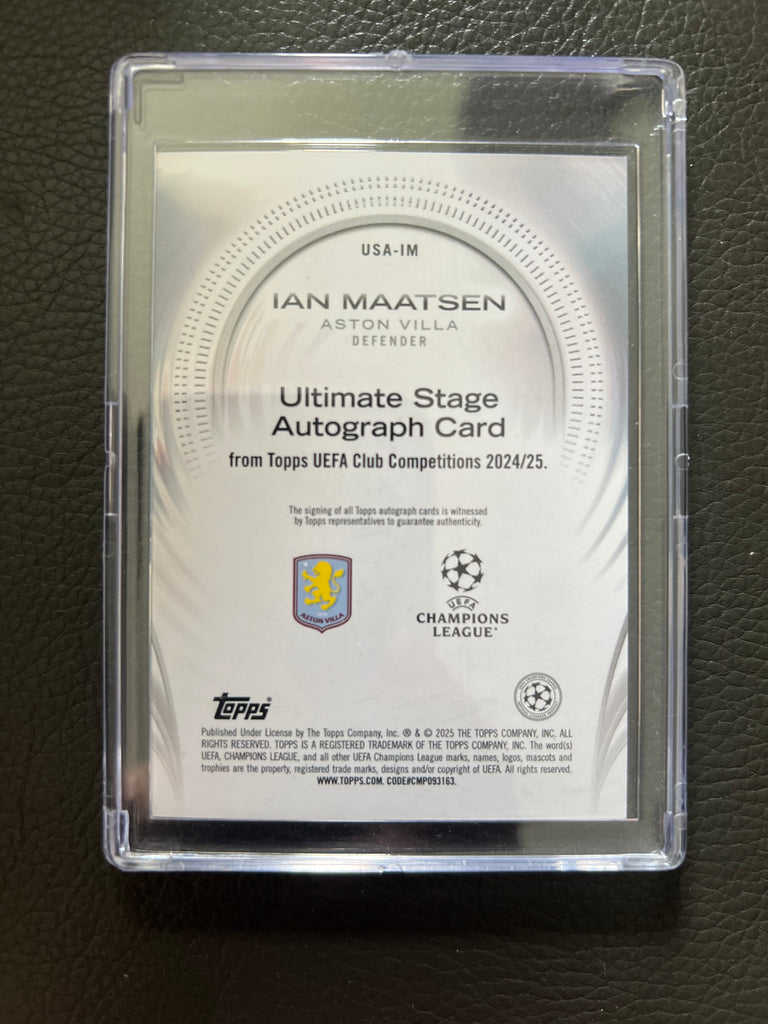 USA-IM
IAN MAATSEN
ASTON VILLA
DEFENDER
Ultimate Stage
Autograph Card
from Topps UEFA Club Competitions 2024/25.
The signing of all Topps autograph cards is witnessed
by Topps representatives to guarantee authenticity.
ASTON VILLA
UEFA
CHAMPIONS
LEAGUE®
topps®
Published Under License by The Topps Company, Inc. ® & © 2025 THE TOPPS COMPANY, INC. ALL
RIGHTS RESERVED. TOPPS IS A REGISTERED TRADEMARK OF THE TOPPS COMPANY, INC. The word(s)
UEFA, CHAMPIONS LEAGUE, and all other UEFA Champions League marks, names, logos, mascots and
trophies are the property, registered trade marks, designs and/or copyright of UEFA. All rights reserved.
WWW.TOPPS.COM. CODE#CMP093163.